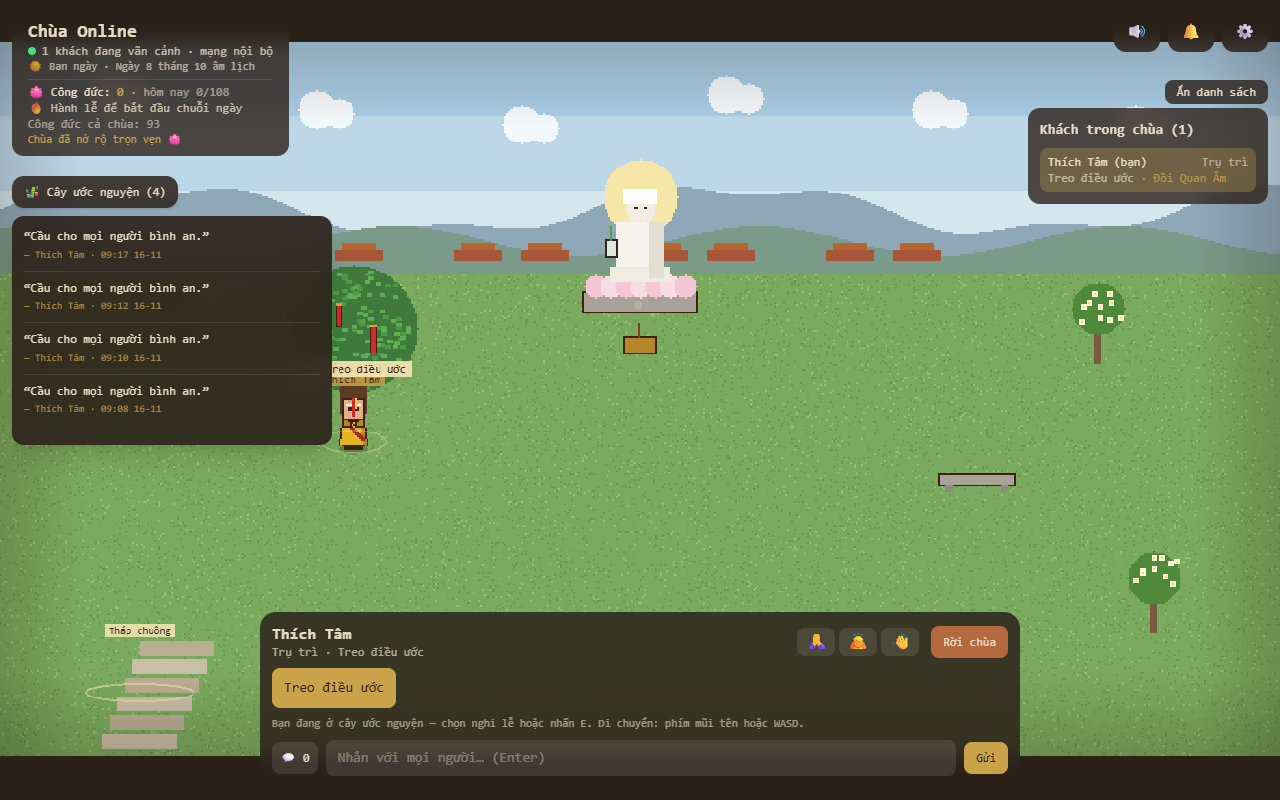 Chùa Online
1 khách đang vãn cảnh · mạng nội bộ
Ban ngày · Ngày 8 tháng 10 âm lịch
Công đức: 0 · hôm nay 0/108
Hành lễ để bắt đầu chuỗi ngày
Công đức cả chùa: 93
Chùa đã nở rộ trọn vẹn
Cây ước nguyện (4)
“Cầu cho mọi người bình an.”
— Thích Tâm · 09:17 16-11
“Cầu cho mọi người bình an.”
— Thích Tâm · 09:12 16-11
“Cầu cho mọi người bình an.”
— Thích Tâm · 09:10 16-11
“Cầu cho mọi người bình an.”
— Thích Tâm · 09:08 16-11
Ẩn danh sách
Khách trong chùa (1)
Thích Tâm (bạn) Trụ trì
Treo điều ước · Đồi Quan Âm
reo điều ước
hích Tâm
Tháp chuông
Thích Tâm
Trụ trì · Treo điều ước
Rời chùa
Treo điều ước
Bạn đang ở cây ước nguyện — chọn nghi lễ hoặc nhấn E. Di chuyển: phím mũi tên hoặc WASD.
0
Nhắn với mọi người… (Enter)
Gửi